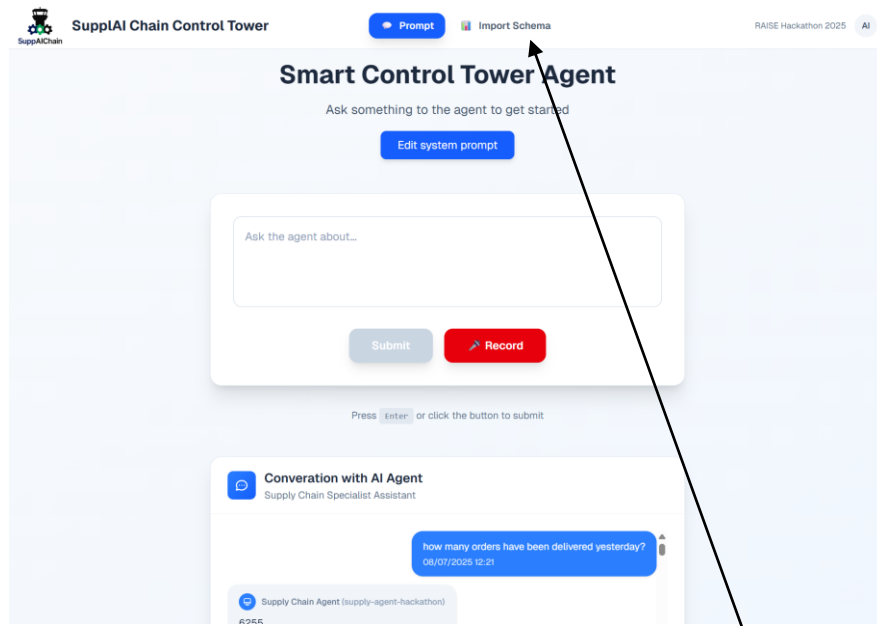 SuppAIChain
SupplAI Chain Control Tower
Prompt
Import Schema
RAISE Hackathon 2025
AI
Smart Control Tower Agent
Ask something to the agent to get started
Edit system prompt
Ask the agent about...
Submit
Record
Press Enter or click the button to submit
Converation with AI Agent
Supply Chain Specialist Assistant
how many orders have been delivered yesterday?
08/07/2025 12:21
Supply Chain Agent (supply-agent-hackathon)
6255